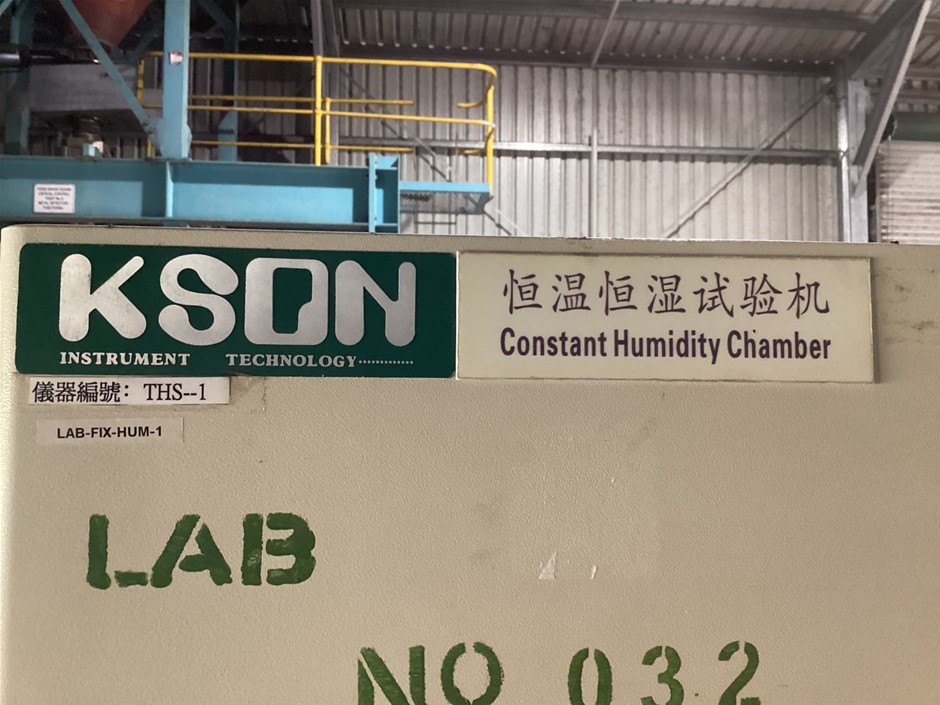 KSON
INSTRUMENT TECHNOLOGY
恒温恒湿试验机
Constant Humidity Chamber
儀器編號：THS--1
LAB-FIX-HUM-1
LAB
NO 032